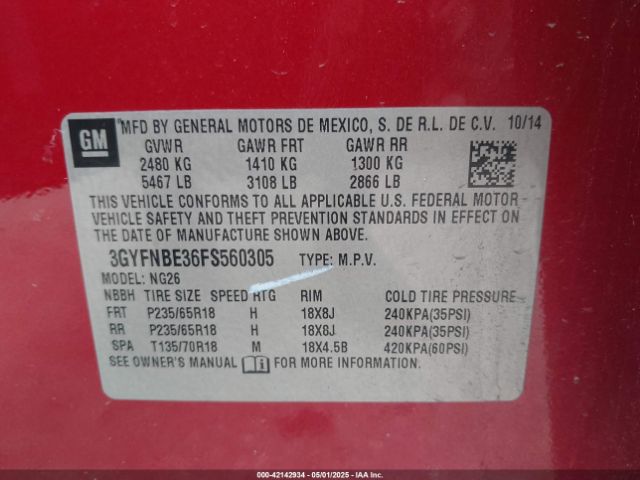 GM
*MFD BY GENERAL MOTORS DE MEXICO, S. DE R.L. DE C.V. 10/14
GVWR GAWR FRT GAWR RR
2480 KG 1410 KG 1300 KG
5467 LB 3108 LB 2866 LB
THIS VEHICLE CONFORMS TO ALL APPLICABLE U.S. FEDERAL MOTOR -
VEHICLE SAFETY AND THEFT PREVENTION STANDARDS IN EFFECT ON
THE DATE OF MANUFACTURE SHOWN ABOVE.
3GYFNBE36FS560305 TYPE: M.P.V.
MODEL: NG26
NBBH TIRE SIZE SPEED RTG RIM COLD TIRE PRESSURE
FRT P235/65R18 H 18X8J 240KPA(35PSI)
RR P235/65R18 H 18X8J 240KPA(35PSI)
SPA T135/70R18 M 18X4.5B 420KPA(60PSI)
SEE OWNER'S MANUAL FOR MORE INFORMATION
000-42142934 - 05/01/2025 - IAA Inc.